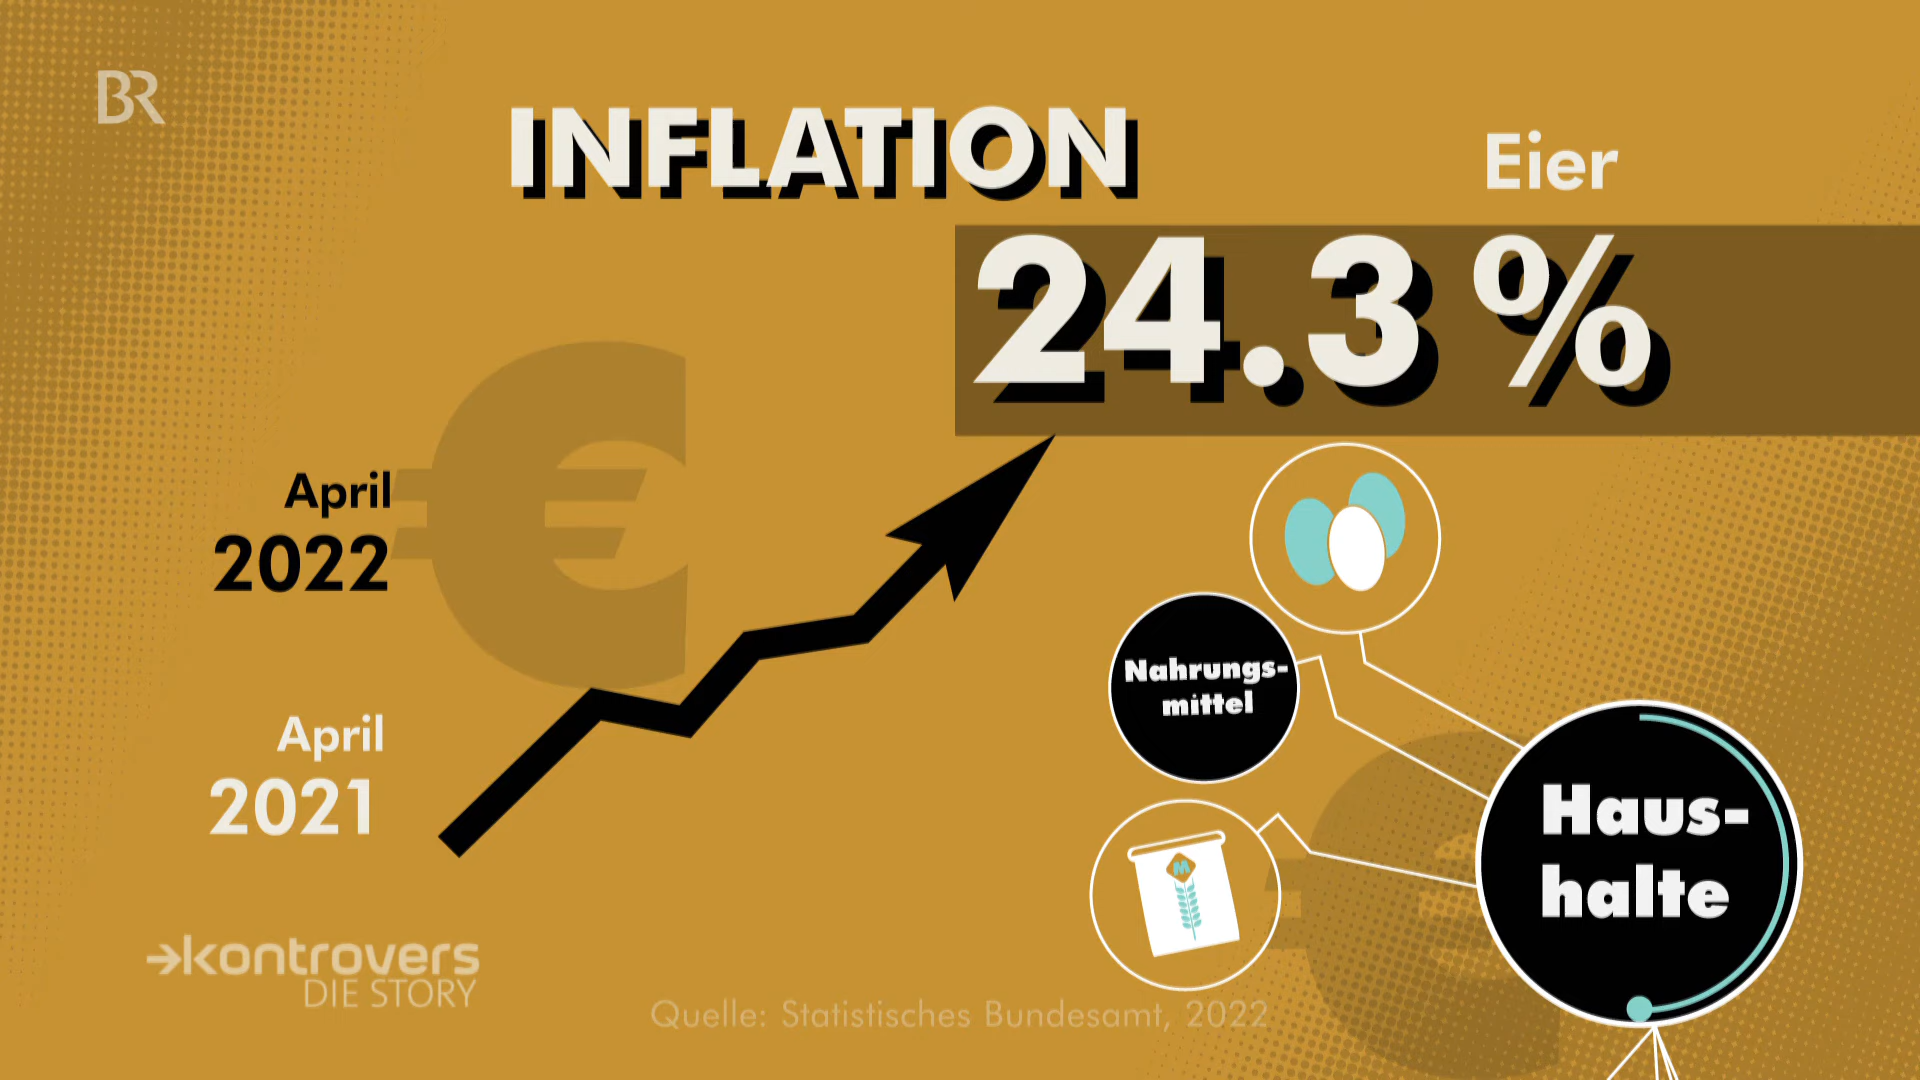 BR
INFLATION
Eier
24.3 %
April
2022
April
2021
Nahrungs-
mittel
M
Haus-
halte
kontrovers
DIE STORY
Quelle: Statistisches Bundesamt, 2022